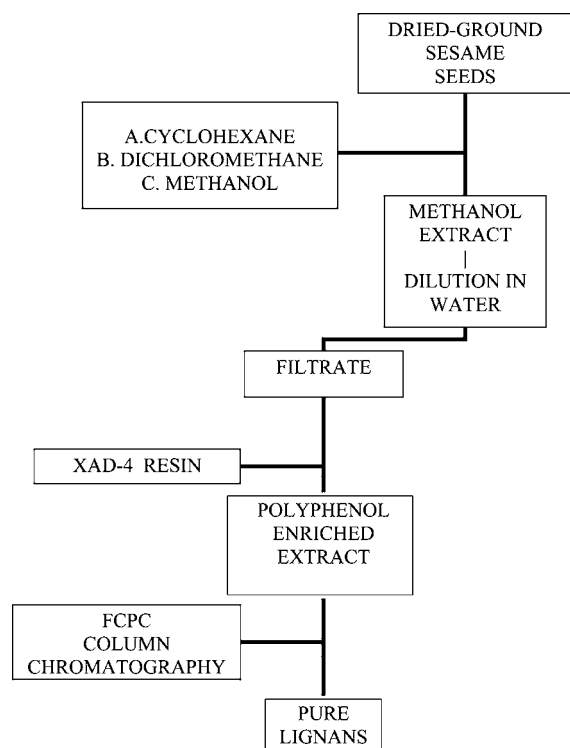 DRIED-GROUND
SESAME
SEEDS
A.CYCLOHEXANE
B. DICHLOROMETHANE
C. METHANOL
METHANOL
EXTRACT
|
DILUTION IN
WATER
FILTRATE
XAD-4 RESIN
POLYPHENOL
ENRICHED
EXTRACT
FCPC
COLUMN
CHROMATOGRAPHY
PURE
LIGNANS